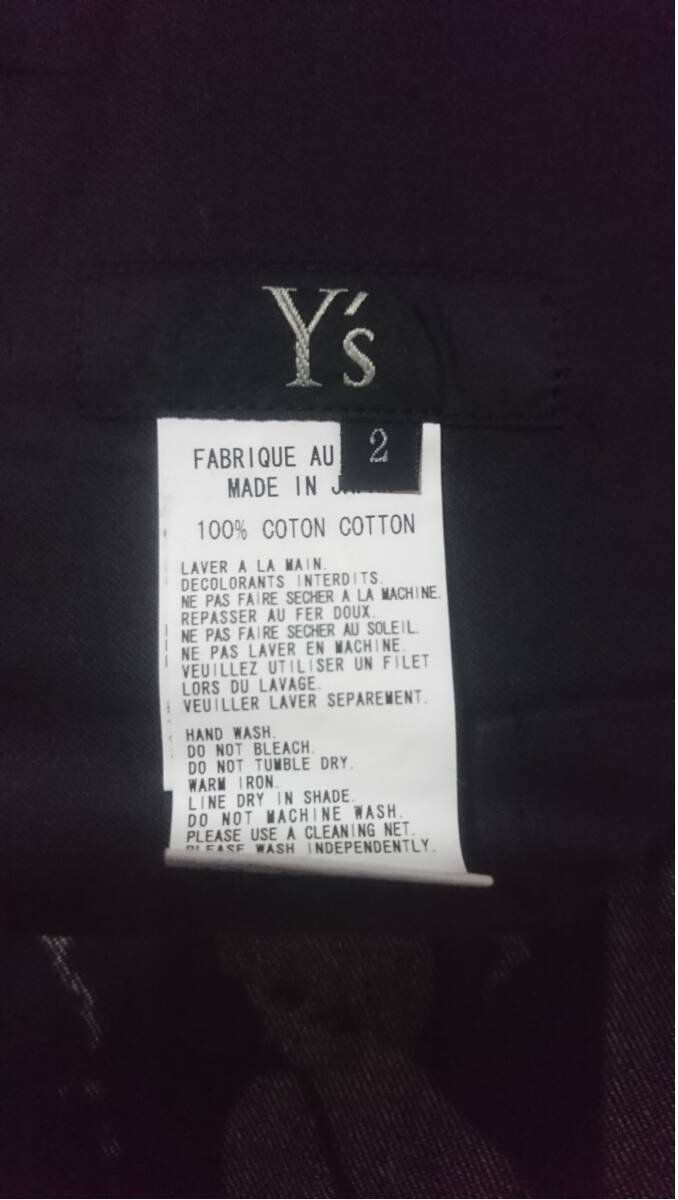 Y's
2
FABRIQUE AU
MADE IN
100% COTON COTTON
LAVER A LA MAIN.
DECOLORANTS INTERDITS.
NE PAS FAIRE SECHER A LA MACHINE.
REPASSER AU FER DOUX.
NE PAS FAIRE SECHER AU SOLEIL.
NE PAS LAVER EN MACHINE.
VEUILLEZ UTILISER UN FILET
LORS DU LAVAGE.
VEUILLER LAVER SEPAREMENT.
HAND WASH.
DO NOT BLEACH.
DO NOT TUMBLE DRY.
WARM IRON.
LINE DRY IN SHADE.
DO NOT MACHINE WASH.
PLEASE USE A CLEANING NET.
PLEASE WASH INDEPENDENTLY.